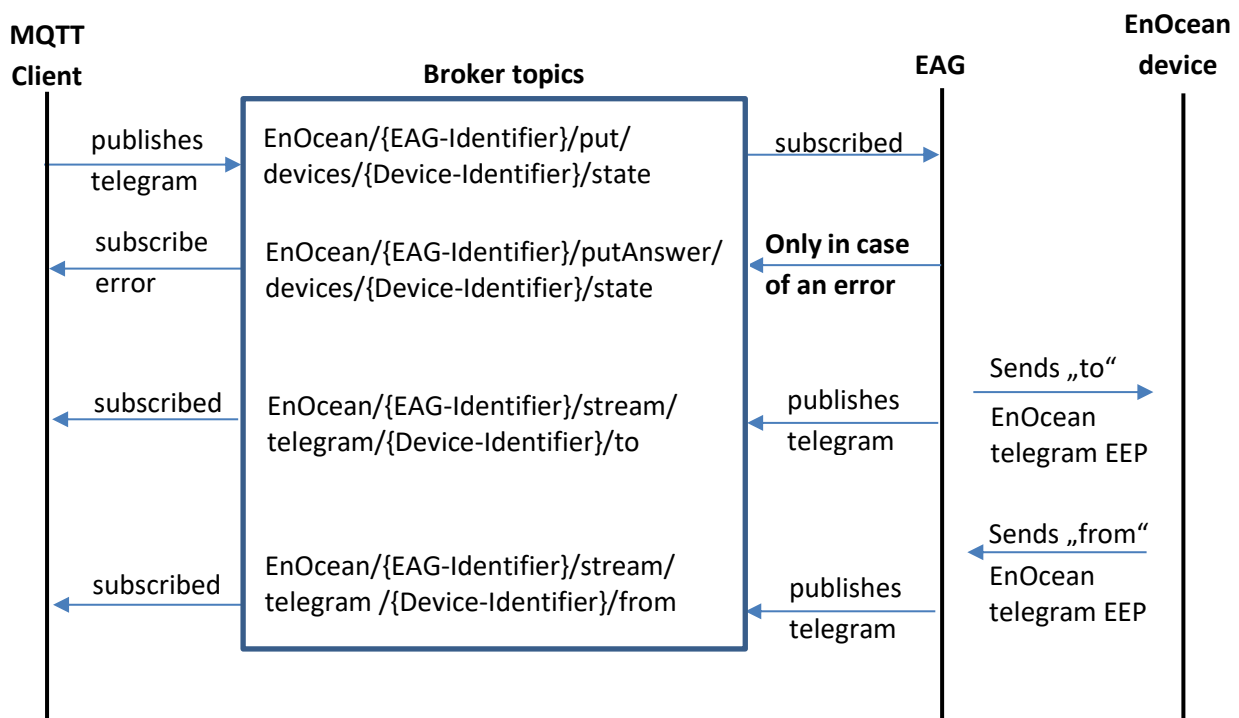 MQTT
Client
Broker topics
EAG
EnOcean
device
publishes
telegram
EnOcean/{EAG-Identifier}/put/
devices/{Device-Identifier}/state
subscribed
subscribe
error
EnOcean/{EAG-Identifier}/putAnswer/
devices/{Device-Identifier}/state
Only in case
of an error
subscribed
EnOcean/{EAG-Identifier}/stream/
telegram/{Device-Identifier}/to
publishes
telegram
Sends „to“
EnOcean
telegram EEP
subscribed
EnOcean/{EAG-Identifier}/stream/
telegram /{Device-Identifier}/from
publishes
telegram
Sends „from“
EnOcean
telegram EEP